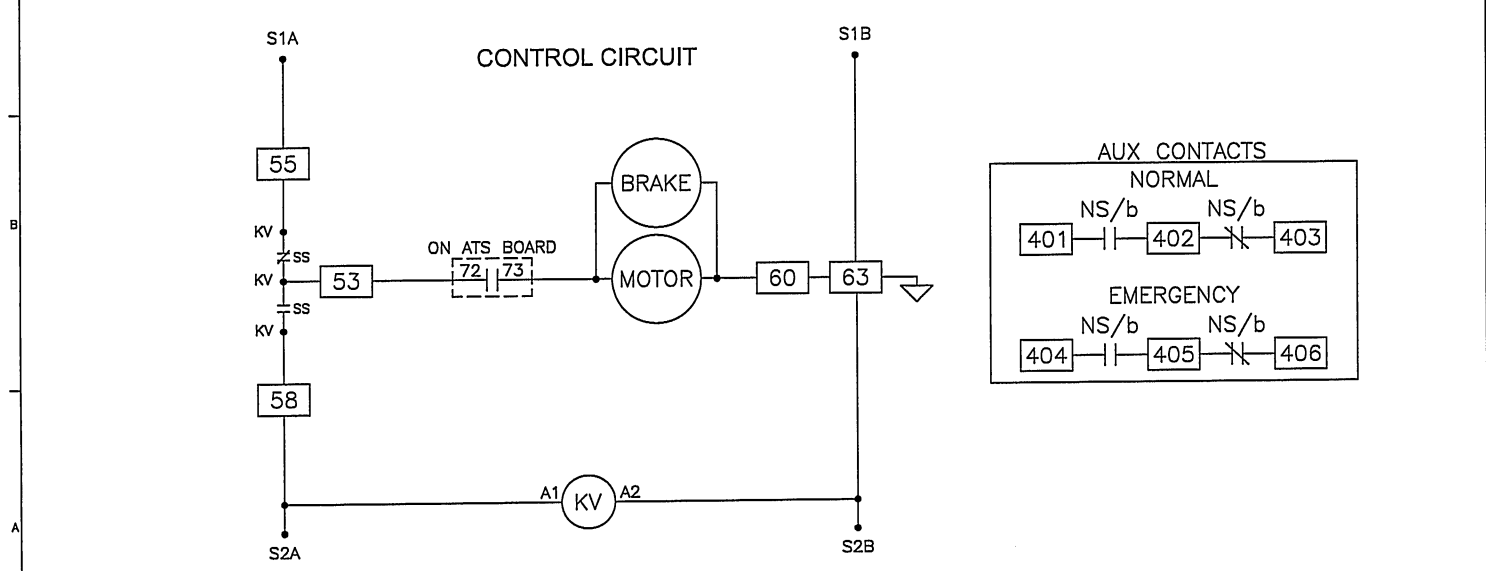 S1A
CONTROL CIRCUIT
S1B
55
BRAKE
AUX CONTACTS
NORMAL
NS/b NS/b
401 402 403
KV
SS
ON ATS BOARD
KV
53
72 73
MOTOR
60
63
SS
KV
EMERGENCY
NS/b NS/b
404 405 406
58
A1 KV A2
S2A
S2B
B
A